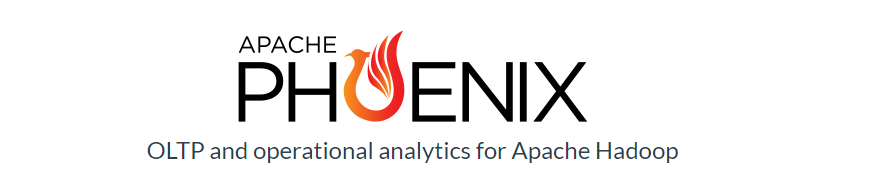 APACHE
PHOENIX
OLTP and operational analytics for Apache Hadoop